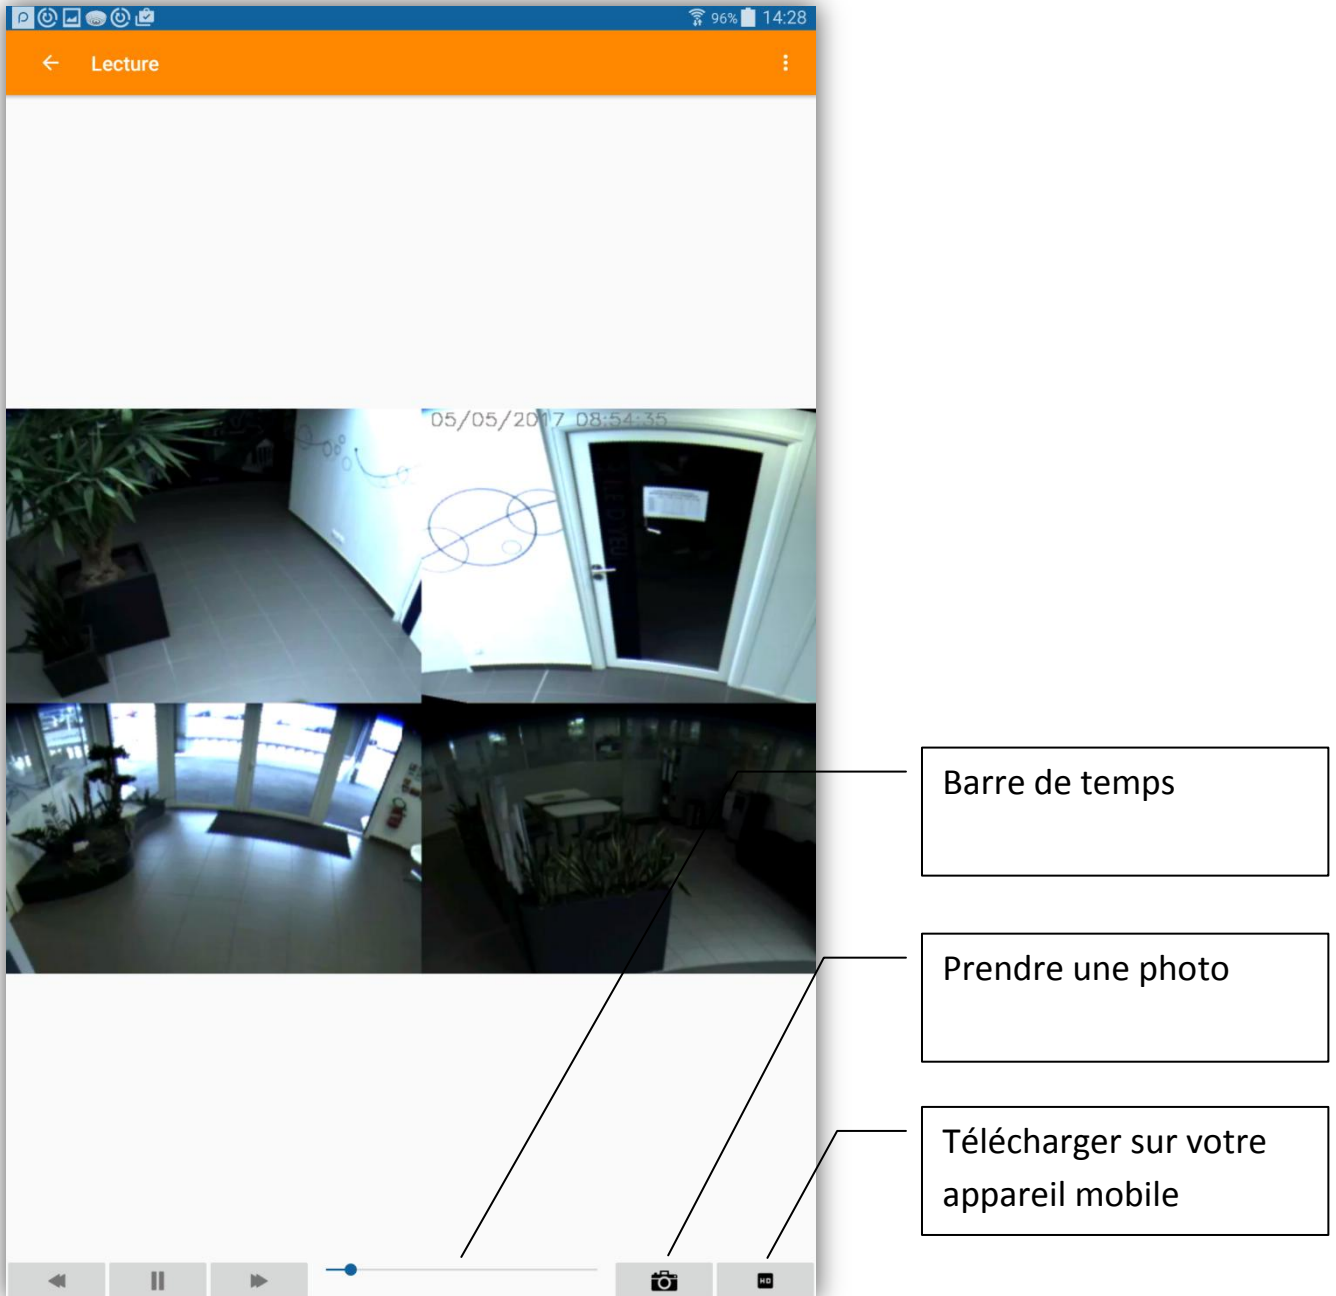 96% 14:28
Lecture
05/05/2017 08:54:35
Barre de temps
Prendre une photo
Télécharger sur votre
appareil mobile
HD